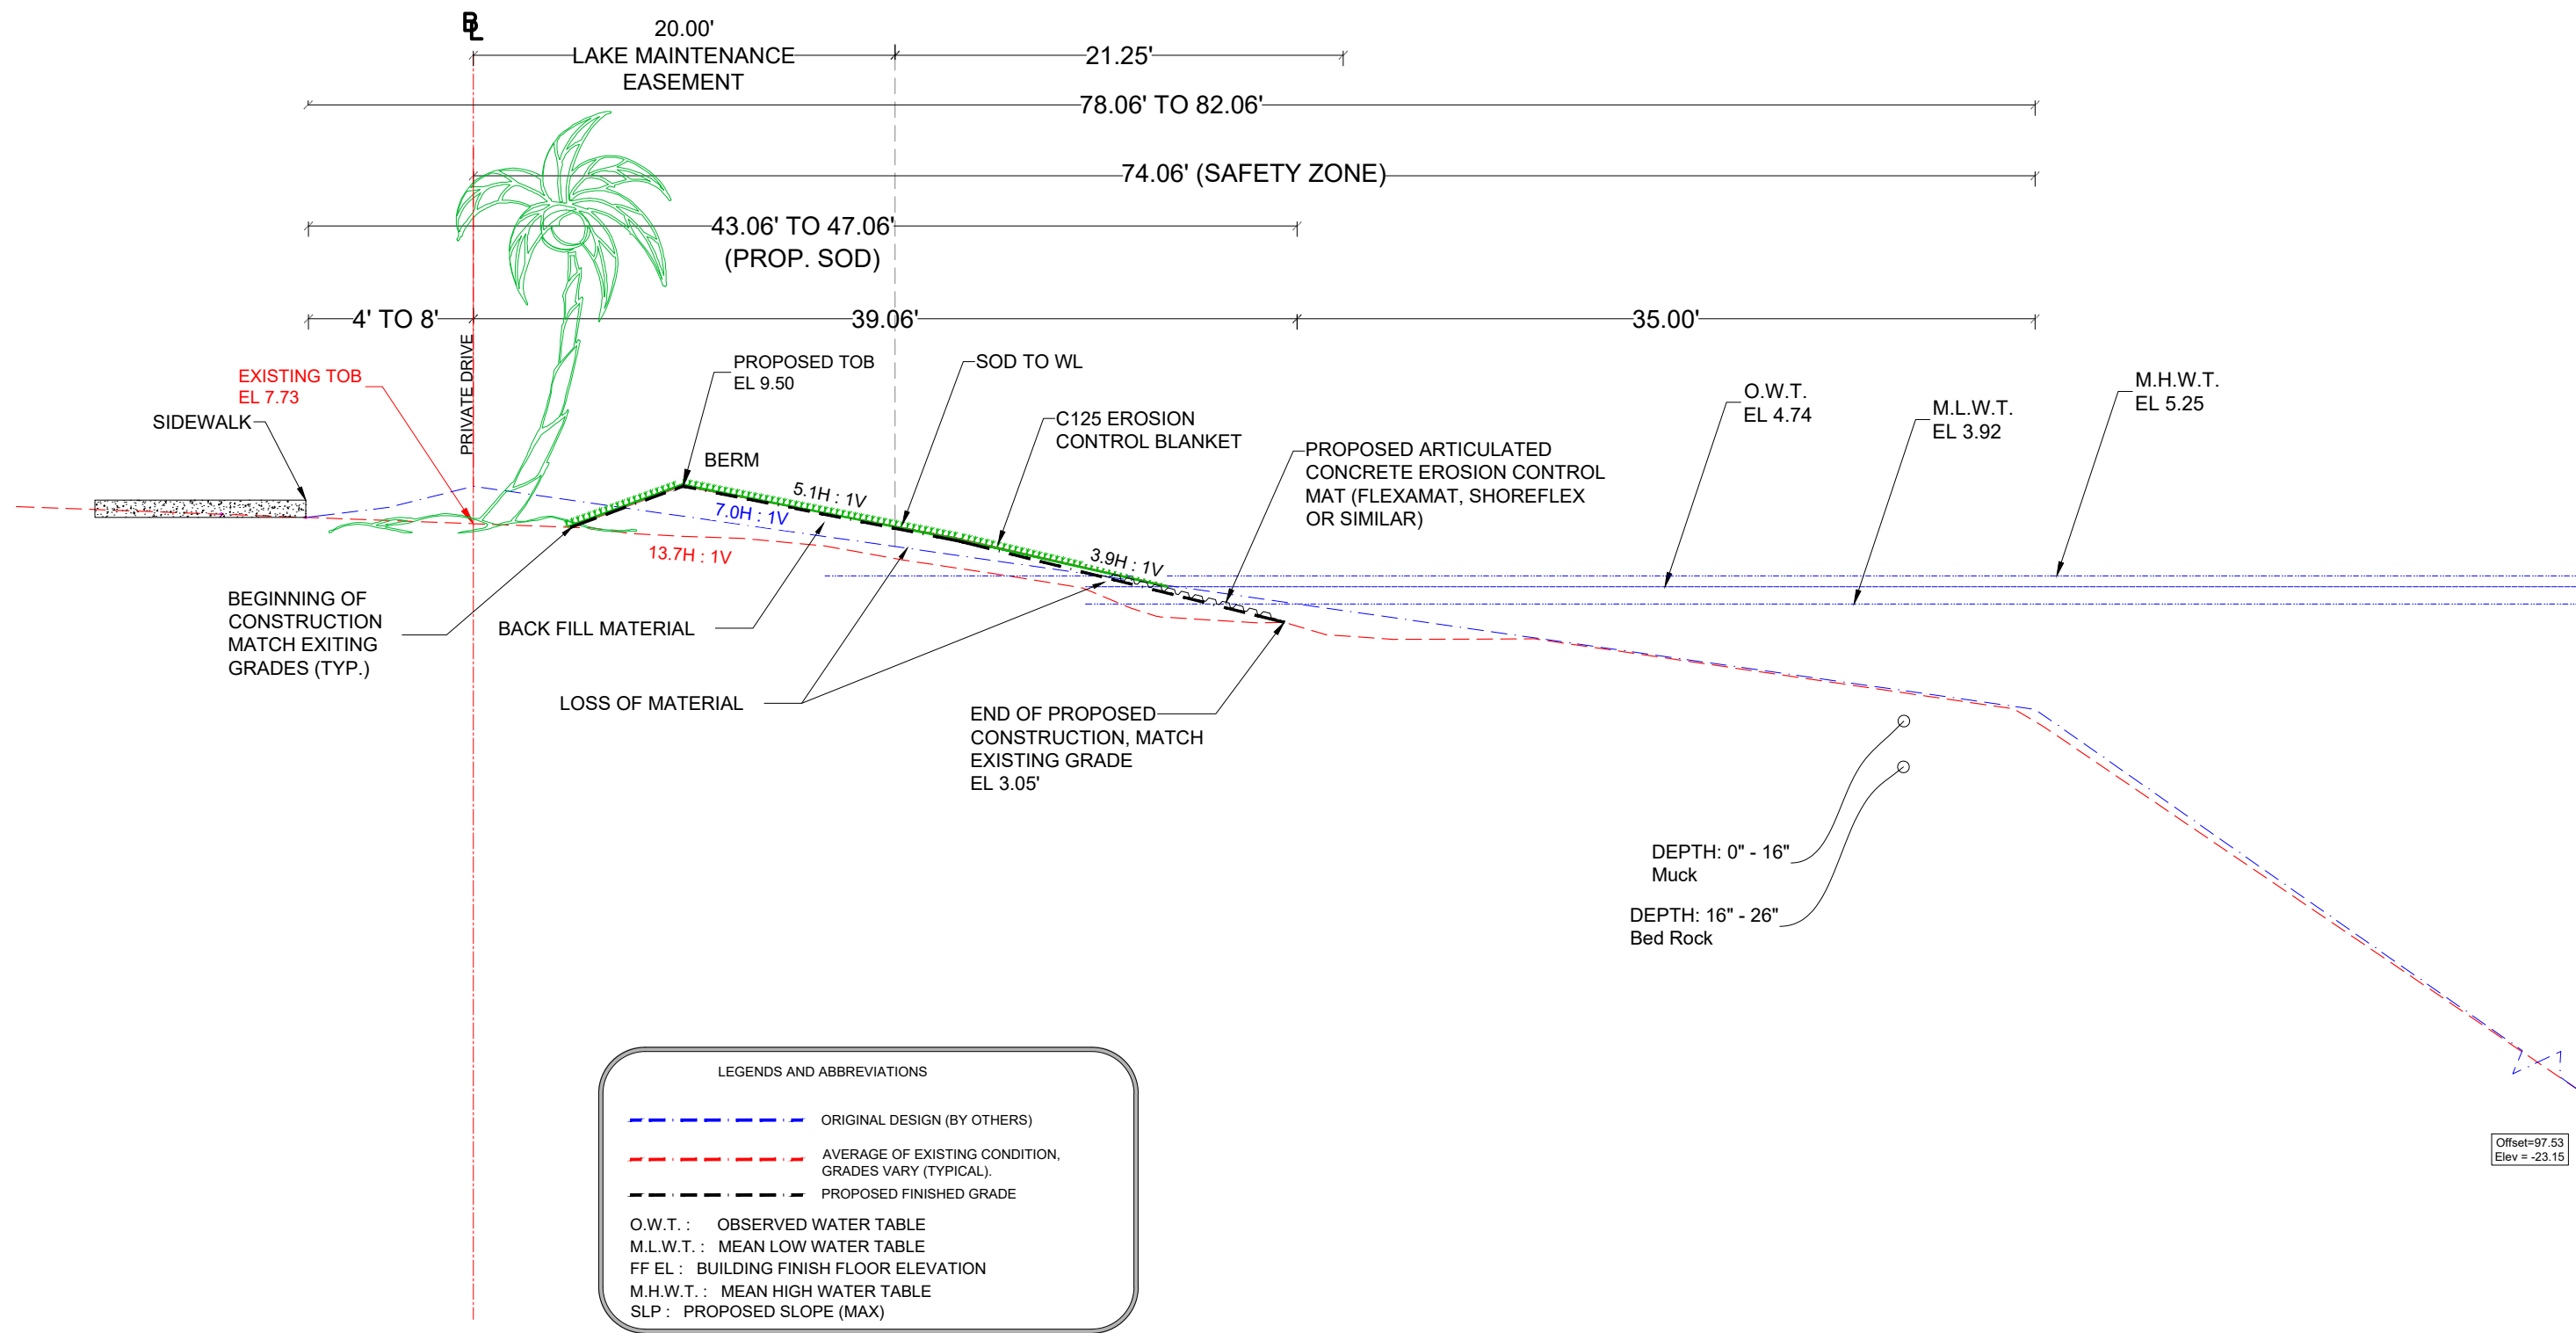 BL
20.00'
LAKE MAINTENANCE
EASEMENT
21.25'
78.06' TO 82.06'
74.06' (SAFETY ZONE)
43.06' TO 47.06'
(PROP. SOD)
4' TO 8'
39.06'
35.00'
PRIVATE DRIVE
EXISTING TOB
EL 7.73
SIDEWALK
PROPOSED TOB
EL 9.50
SOD TO WL
BERM
C125 EROSION
CONTROL BLANKET
PROPOSED ARTICULATED
CONCRETE EROSION CONTROL
MAT (FLEXAMAT, SHOREFLEX
OR SIMILAR)
O.W.T.
EL 4.74
M.L.W.T.
EL 3.92
M.H.W.T.
EL 5.25
5.1H : 1V
7.0H : 1V
13.7H : 1V
3.9H : 1V
BEGINNING OF
CONSTRUCTION
MATCH EXITING
GRADES (TYP.)
BACK FILL MATERIAL
LOSS OF MATERIAL
END OF PROPOSED
CONSTRUCTION, MATCH
EXISTING GRADE
EL 3.05'
DEPTH: 0" - 16"
Muck
DEPTH: 16" - 26"
Bed Rock
Offset=97.53
Elev = -23.15
LEGENDS AND ABBREVIATIONS
ORIGINAL DESIGN (BY OTHERS)
AVERAGE OF EXISTING CONDITION,
GRADES VARY (TYPICAL).
PROPOSED FINISHED GRADE
O.W.T. : OBSERVED WATER TABLE
M.L.W.T. : MEAN LOW WATER TABLE
FF EL : BUILDING FINISH FLOOR ELEVATION
M.H.W.T. : MEAN HIGH WATER TABLE
SLP : PROPOSED SLOPE (MAX)